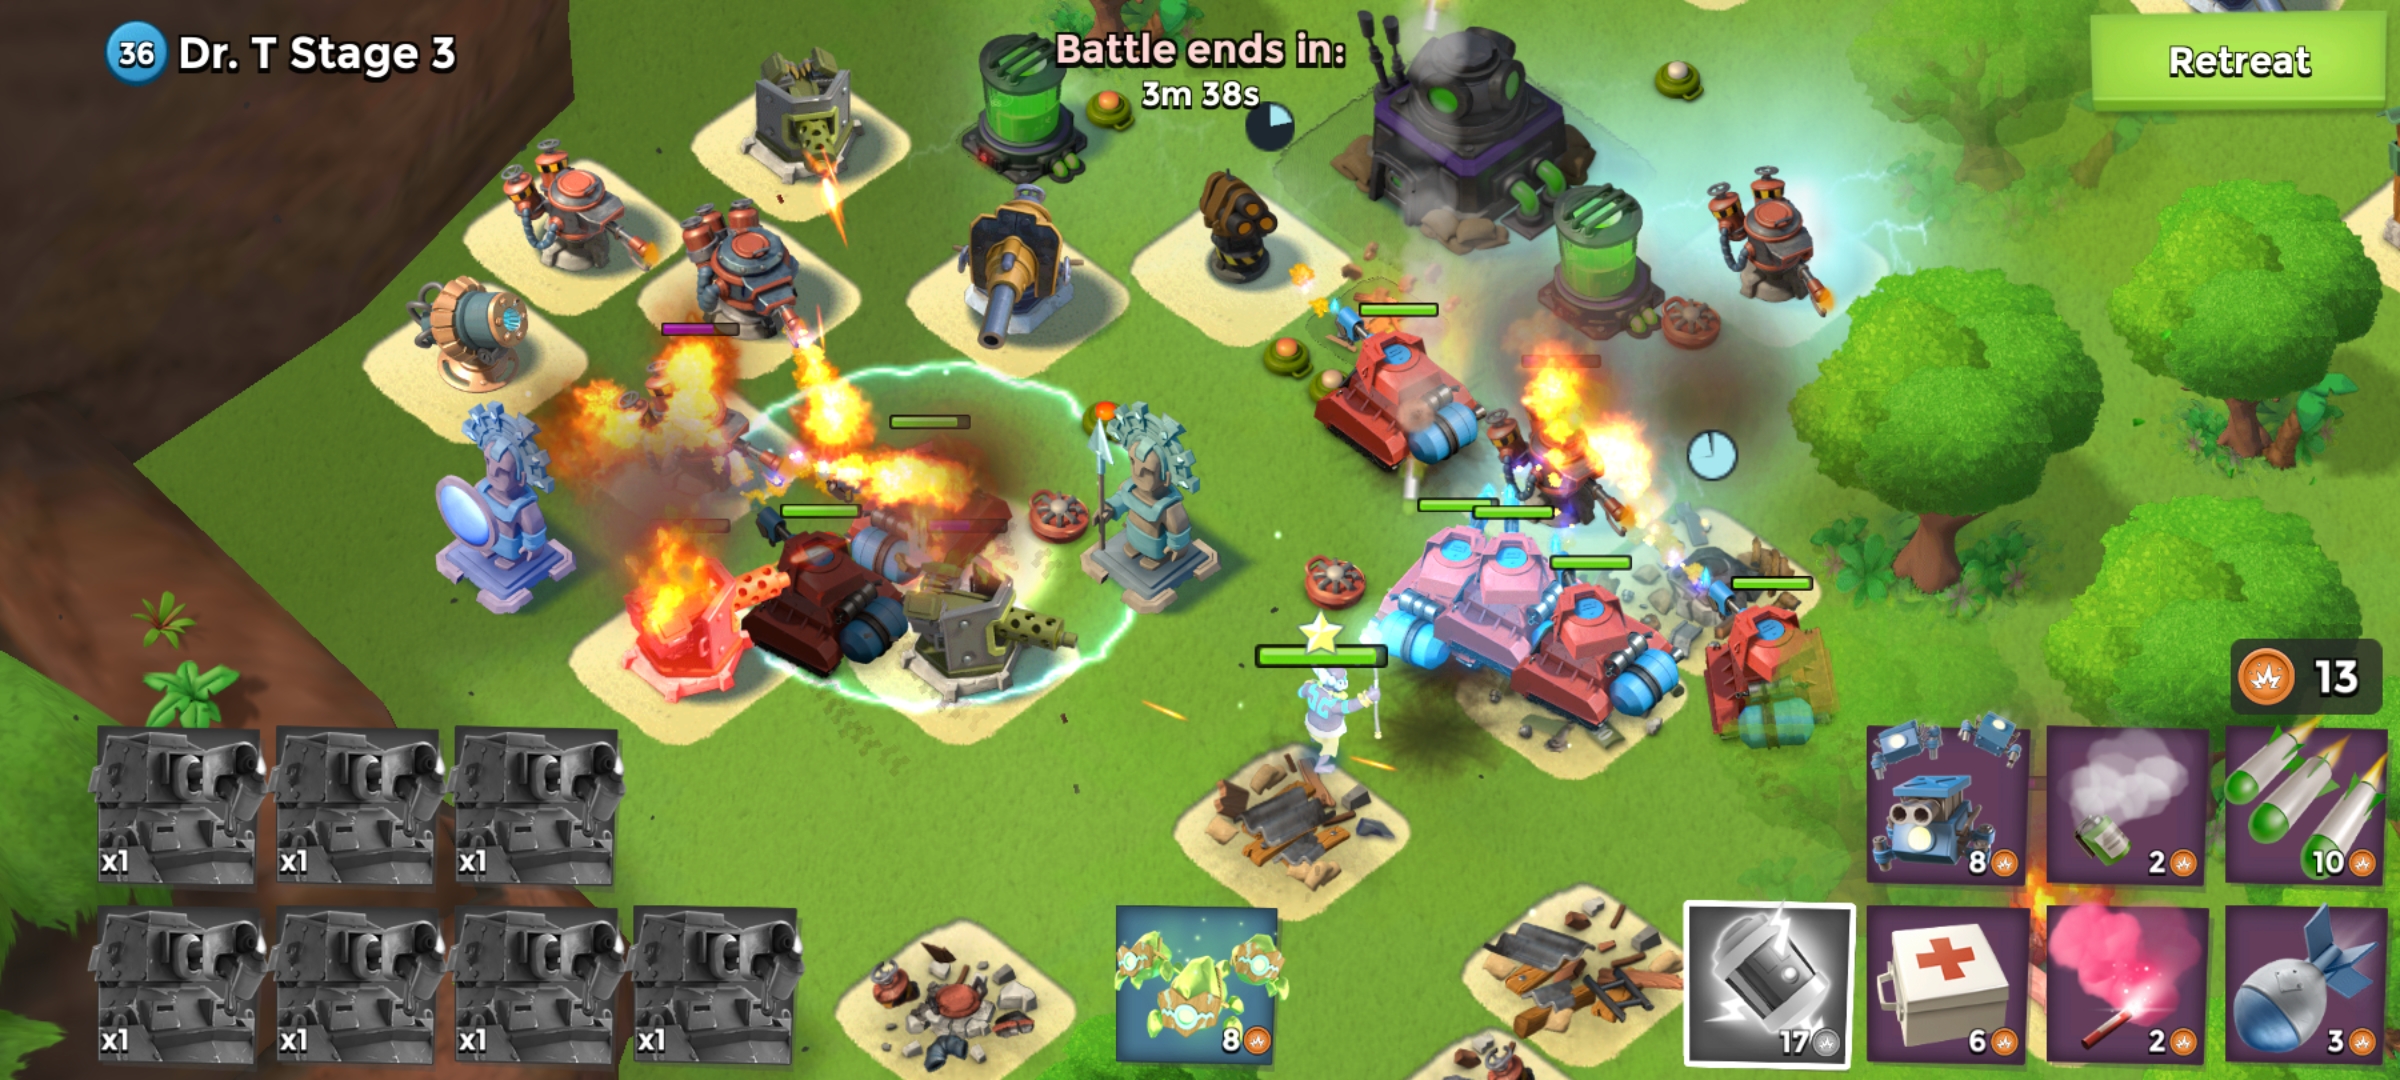 36 Dr. T Stage 3
Battle ends in:
3m 38s
Retreat
13
x1 x1 x1
8 2 10
x1 x1 x1 x1
8
17 6 2 3